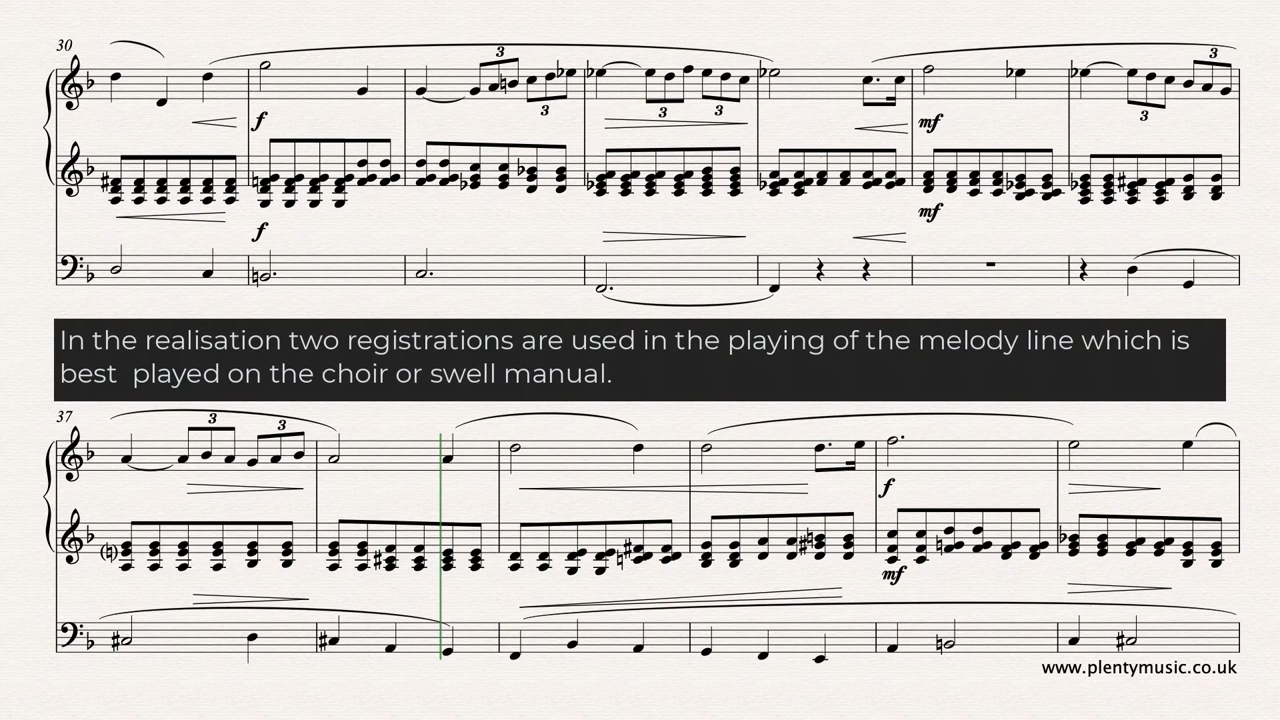 30
3
3
3
3
3
3
f
mf
f
mf
In the realisation two registrations are used in the playing of the melody line which is
best played on the choir or swell manual.
37
3
3
f
mf
www.plentymusic.co.uk